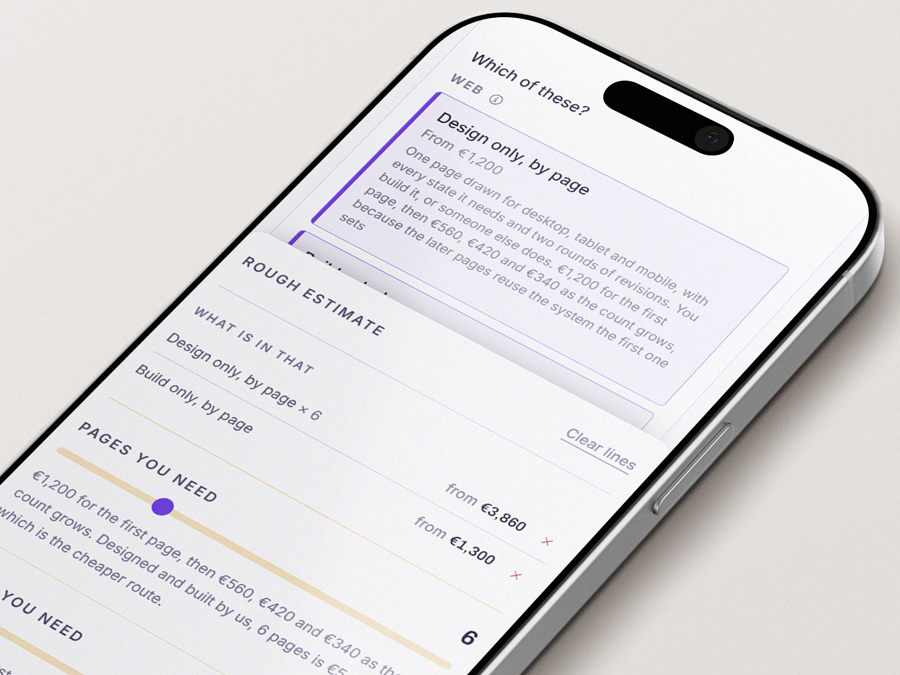 Which of these?
WEB
Design only, by page
From €1,200
One page drawn for desktop, tablet and mobile, with
every state it needs and two rounds of revisions. You
build it, or someone else does. €1,200 for the first
page, then €560, €420 and €340 as the count grows,
because the later pages reuse the system the first one
sets
ROUGH ESTIMATE
Clear lines
WHAT IS IN THAT
Design only, by page × 6
from €3,860
Build only, by page
from €1,300
PAGES YOU NEED
6
€1,200 for the first page, then €560, €420 and €340 as the
count grows. Designed and built by us, 6 pages is €5
which is the cheaper route.
YOU NEED